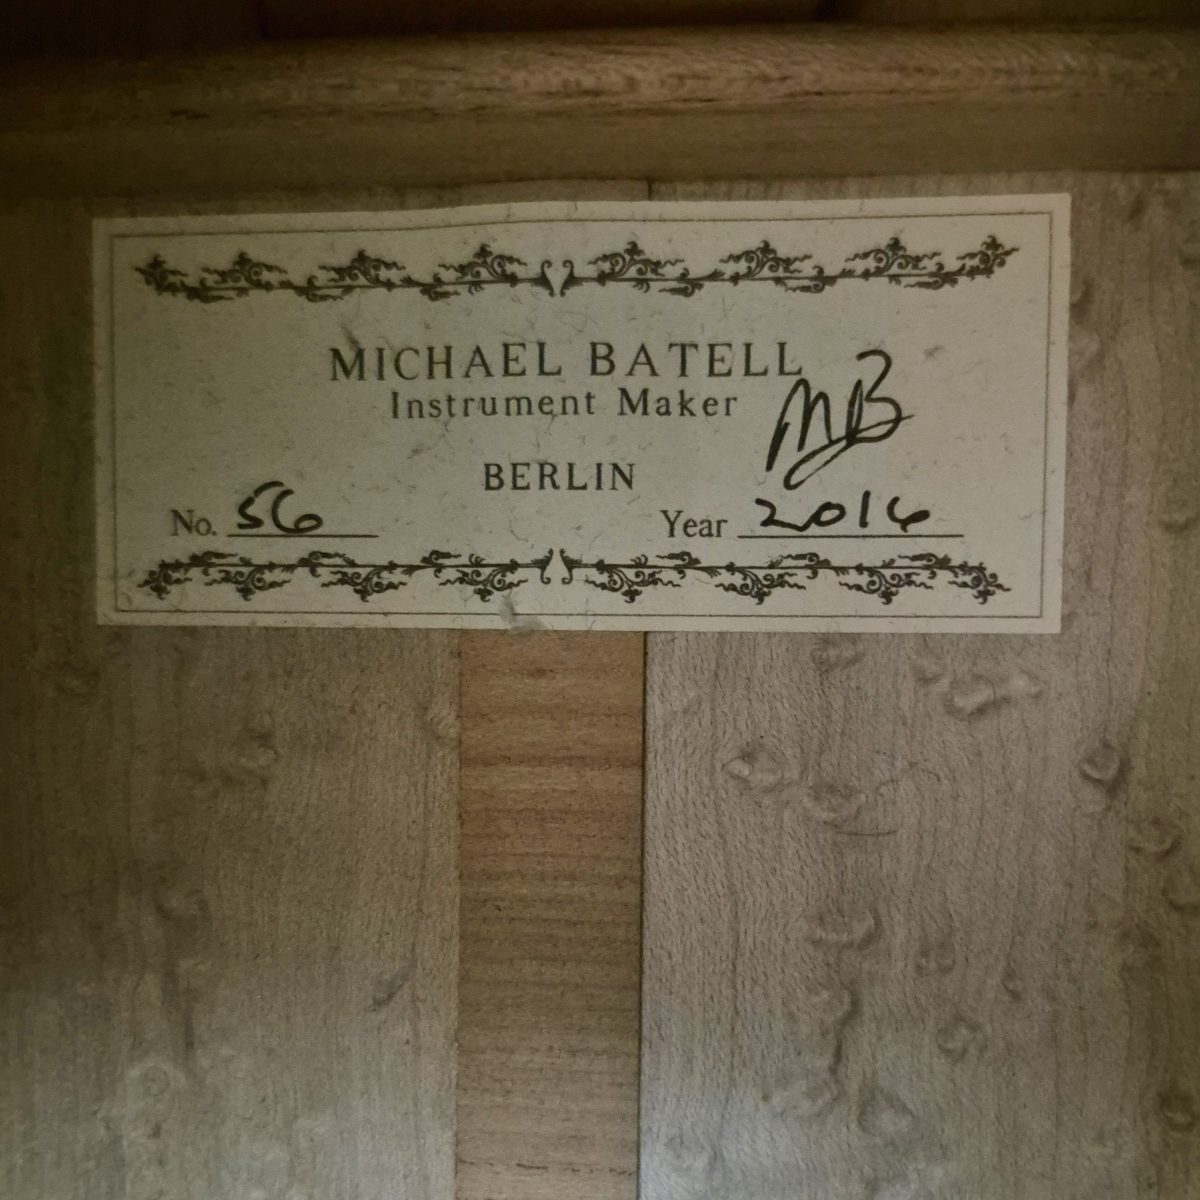 MICHAEL BATELL
Instrument Maker
MB
BERLIN
No. 56 Year 2016